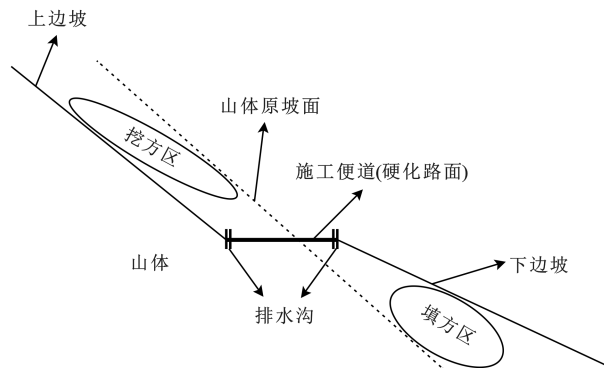 上边坡
山体原坡面
挖方区
施工便道(硬化路面)
山体
下边坡
排水沟
填方区